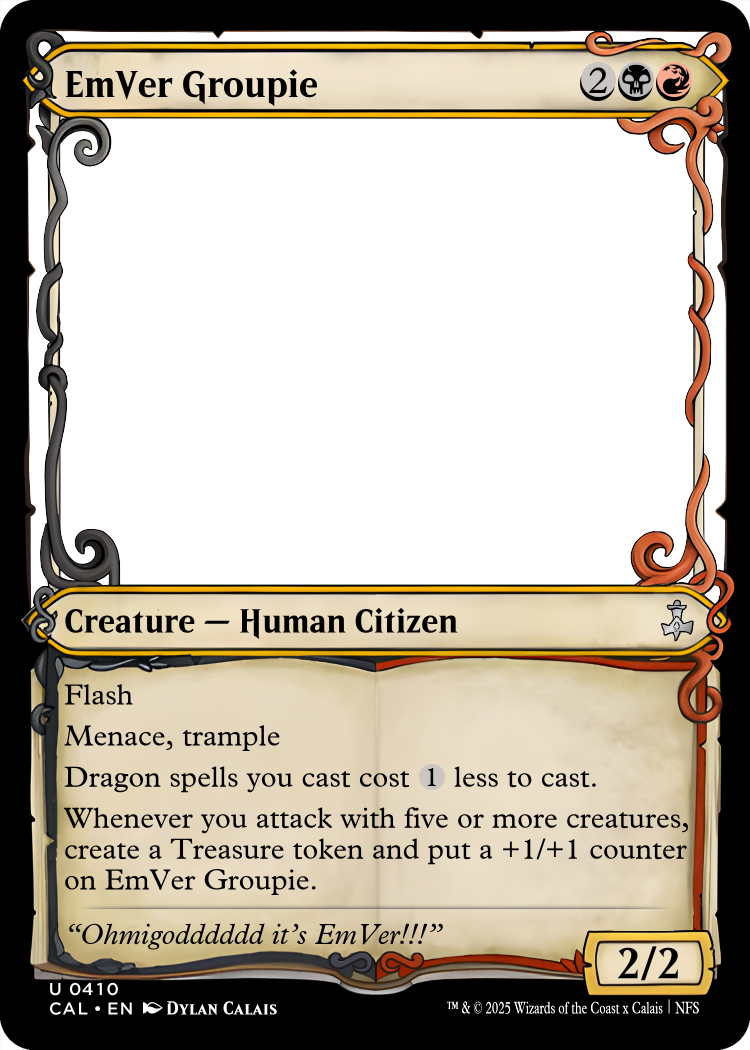 EmVer Groupie 2
Creature — Human Citizen
Flash
Menace, trample
Dragon spells you cast cost 1 less to cast.
Whenever you attack with five or more creatures,
create a Treasure token and put a +1/+1 counter
on EmVer Groupie.
“Ohmigodddddd it’s EmVer!!!”
2/2
U 0410
CAL • EN DYLAN CALAIS ™ & © 2025 Wizards of the Coast x Calais | NFS